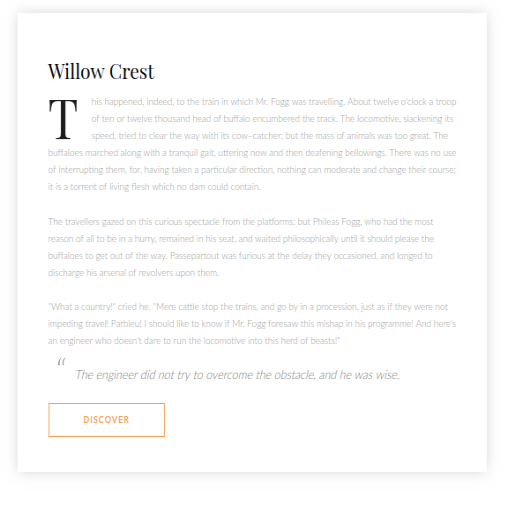 Willow Crest
This happened, indeed, to the train in which Mr. Fogg was travelling. About twelve o'clock a troop
of ten or twelve thousand head of buffalo encumbered the track. The locomotive, slackening its
speed, tried to clear the way with its cow-catcher; but the mass of animals was too great. The
buffaloes marched along with a tranquil gait, uttering now and then deafening bellowings. There was no use
of interrupting them, for, having taken a particular direction, nothing can moderate and change their course;
it is a torrent of living flesh which no dam could contain.
The travellers gazed on this curious spectacle from the platforms; but Phileas Fogg, who had the most
reason of all to be in a hurry, remained in his seat, and waited philosophically until it should please the
buffaloes to get out of the way. Passepartout was furious at the delay they occasioned, and longed to
discharge his arsenal of revolvers upon them.
"What a country!" cried he. "Mere cattle stop the trains, and go by in a procession, just as if they were not
impeding travel! Parbleu! I should like to know if Mr. Fogg foresaw this mishap in his programme! And here's
an engineer who doesn't dare to run the locomotive into this herd of beasts!"
“ The engineer did not try to overcome the obstacle, and he was wise.
DISCOVER